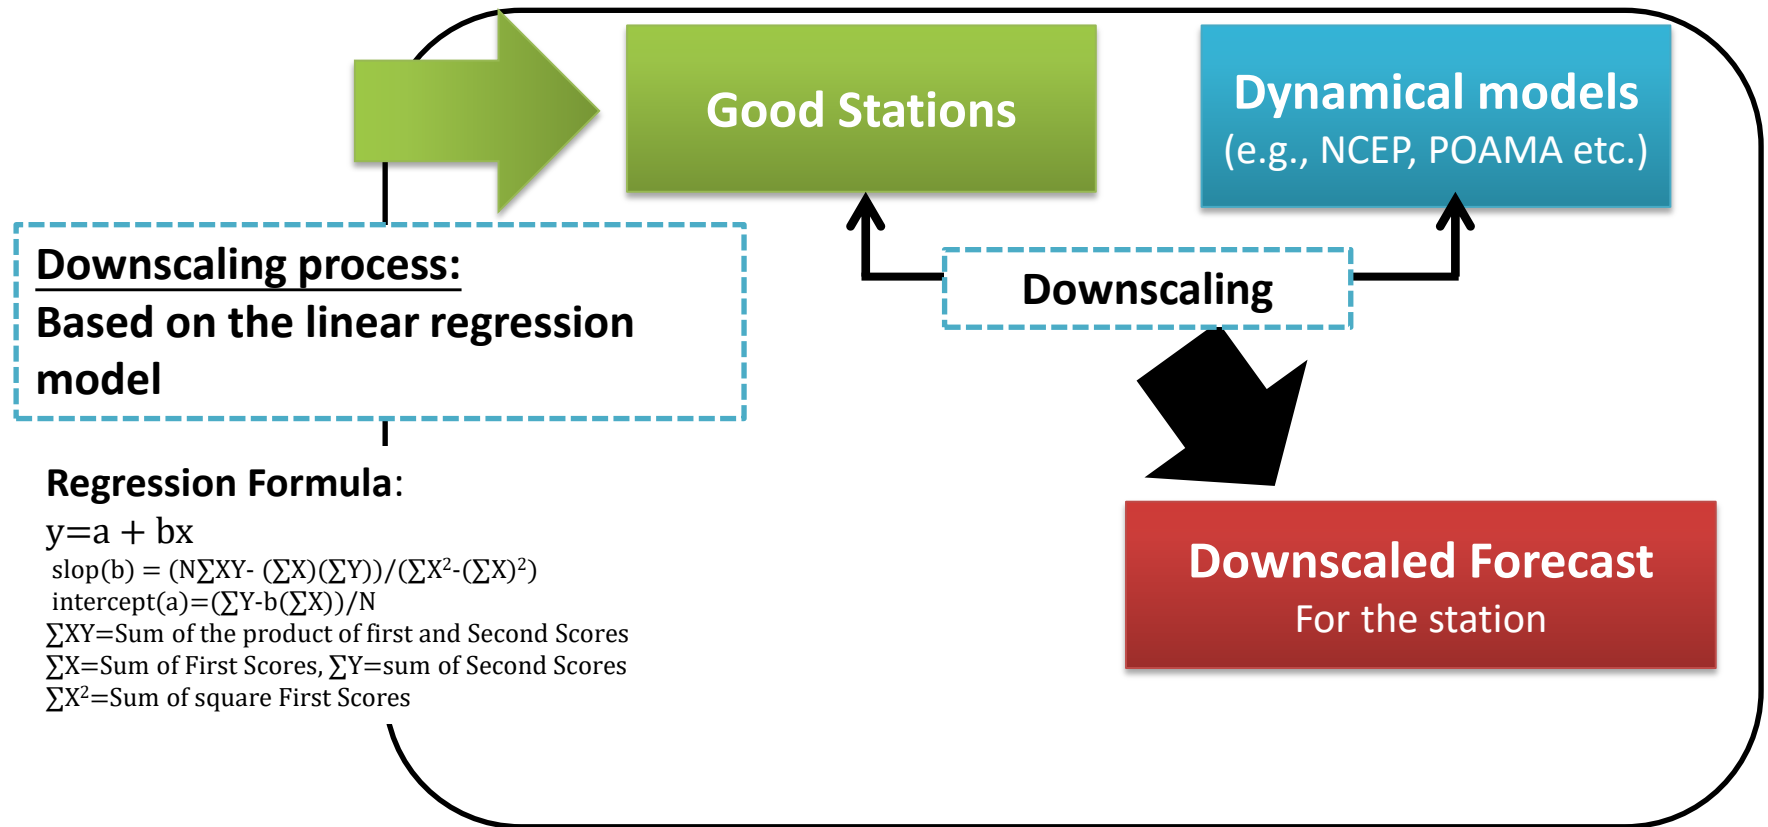 Good Stations
Dynamical models
(e.g., NCEP, POAMA etc.)
Downscaling process:
Based on the linear regression
model
Downscaling
Regression Formula:
y=a + bx
slop(b) = (N∑XY- (∑X)(∑Y))/(∑X²-(∑X)²)
intercept(a)=(∑Y-b(∑X))/N
∑XY=Sum of the product of first and Second Scores
∑X=Sum of First Scores, ∑Y=sum of Second Scores
∑X²=Sum of square First Scores
Downscaled Forecast
For the station